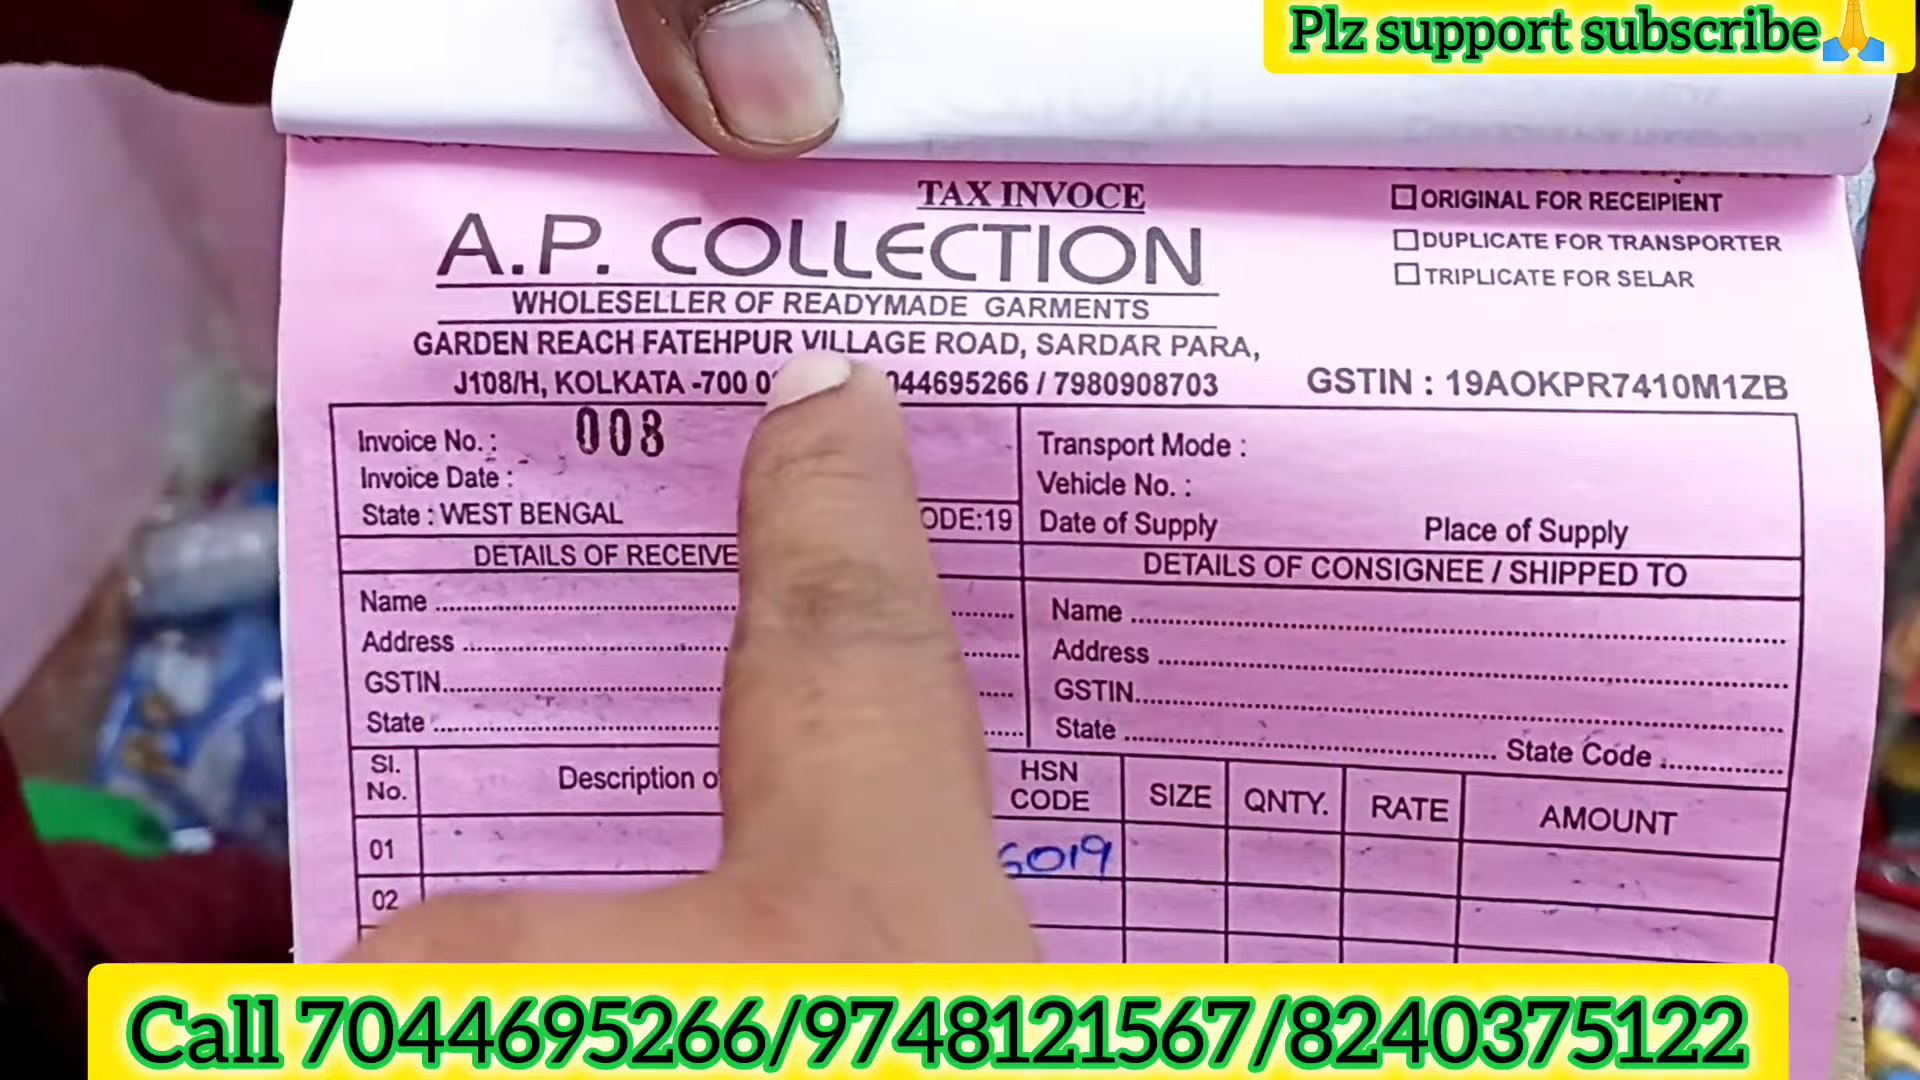 Plz support subscribe🙏
TAX INVOCE
A.P. COLLECTION
WHOLESELLER OF READYMADE GARMENTS
GARDEN REACH FATEHPUR VILLAGE ROAD, SARDAR PARA,
J108/H, KOLKATA -700 044695266 / 7980908703
GSTIN : 19AOKPR7410M1ZB
ORIGINAL FOR RECEIPIENT
DUPLICATE FOR TRANSPORTER
TRIPLICATE FOR SELAR
Invoice No. : 008
Invoice Date :
State : WEST BENGAL ODE:19
Transport Mode :
Vehicle No. :
Date of Supply Place of Supply
DETAILS OF RECEIVE
Name
Address
GSTIN
State
DETAILS OF CONSIGNEE / SHIPPED TO
Name
Address
GSTIN
State State Code
Sl. No. Description o HSN CODE SIZE QNTY. RATE AMOUNT
01 6019
02
Call 7044695266/9748121567/8240375122